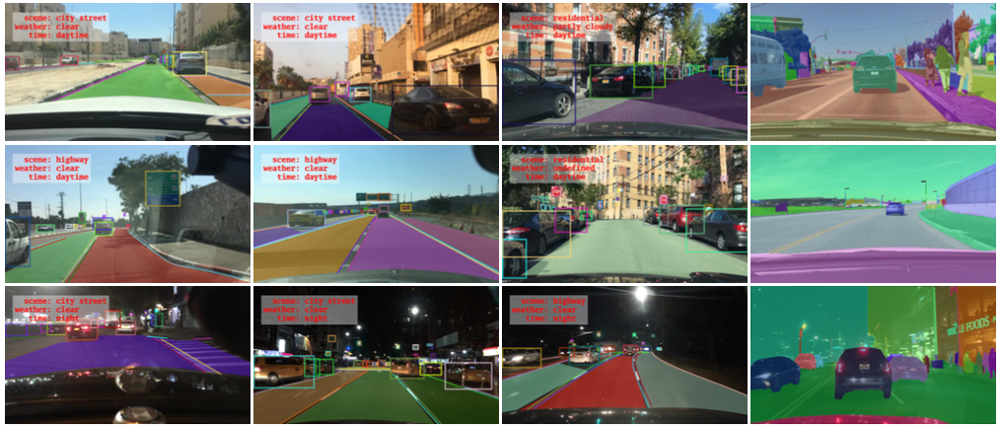 scene: city street
weather: clear
time: daytime
scene: city street
weather: clear
time: daytime
scene: residential
weather: partly cloudy
time: daytime
scene: highway
weather: clear
time: daytime
scene: highway
weather: clear
time: daytime
scene: residential
weather: undefined
time: daytime
scene: city street
weather: clear
time: night
scene: city street
weather: clear
time: night
scene: highway
weather: clear
time: night
LE FOODS